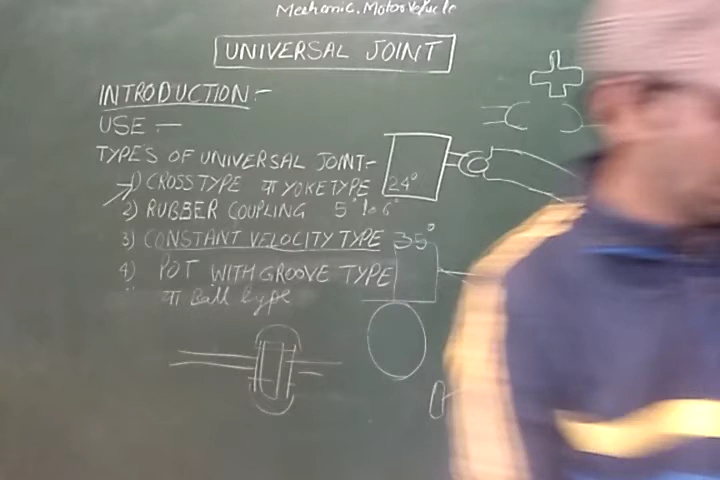 Mechanic. Motor Vehicle
UNIVERSAL JOINT
INTRODUCTION :-
USE :-
TYPE'S OF UNIVERSAL JOINT:-
1) CROSS TYPE या YOKE TYPE 24°
2) RUBBER COUPLING 5° to 6°
3) CONSTANT VELOCITY TYPE 35°
4) POT WITH GROOVE TYPE
या Ball type